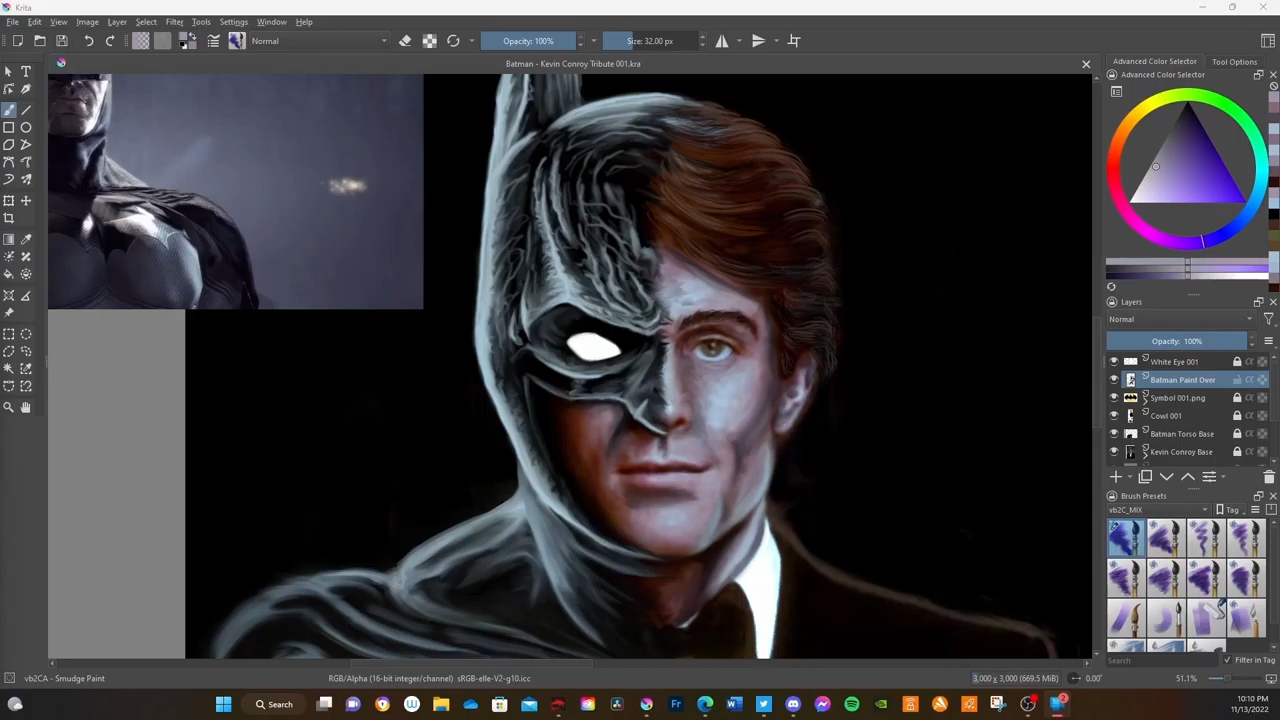 Krita
File Edit View Image Layer Select Filter Tools Settings Window Help
Normal
Opacity: 100%
Size: 32.00 px
Batman - Kevin Conroy Tribute 001.kra
Advanced Color Selector
Tool Options
Advanced Color Selector
Layers
Normal
Opacity: 100%
White Eye 001
Batman Paint Over
Symbol 001.png
Cowl 001
Batman Torso Base
Kevin Conroy Base
Brush Presets
vb2C_MIX
Tag
Search
Filter in Tag
vb2CA - Smudge Paint
RGB/Alpha (16-bit integer/channel) sRGB-elle-V2-g10.icc
3,000 x 3,000 (669.5 MiB)
0.00°
51.1%
Search
10:10 PM
11/13/2022